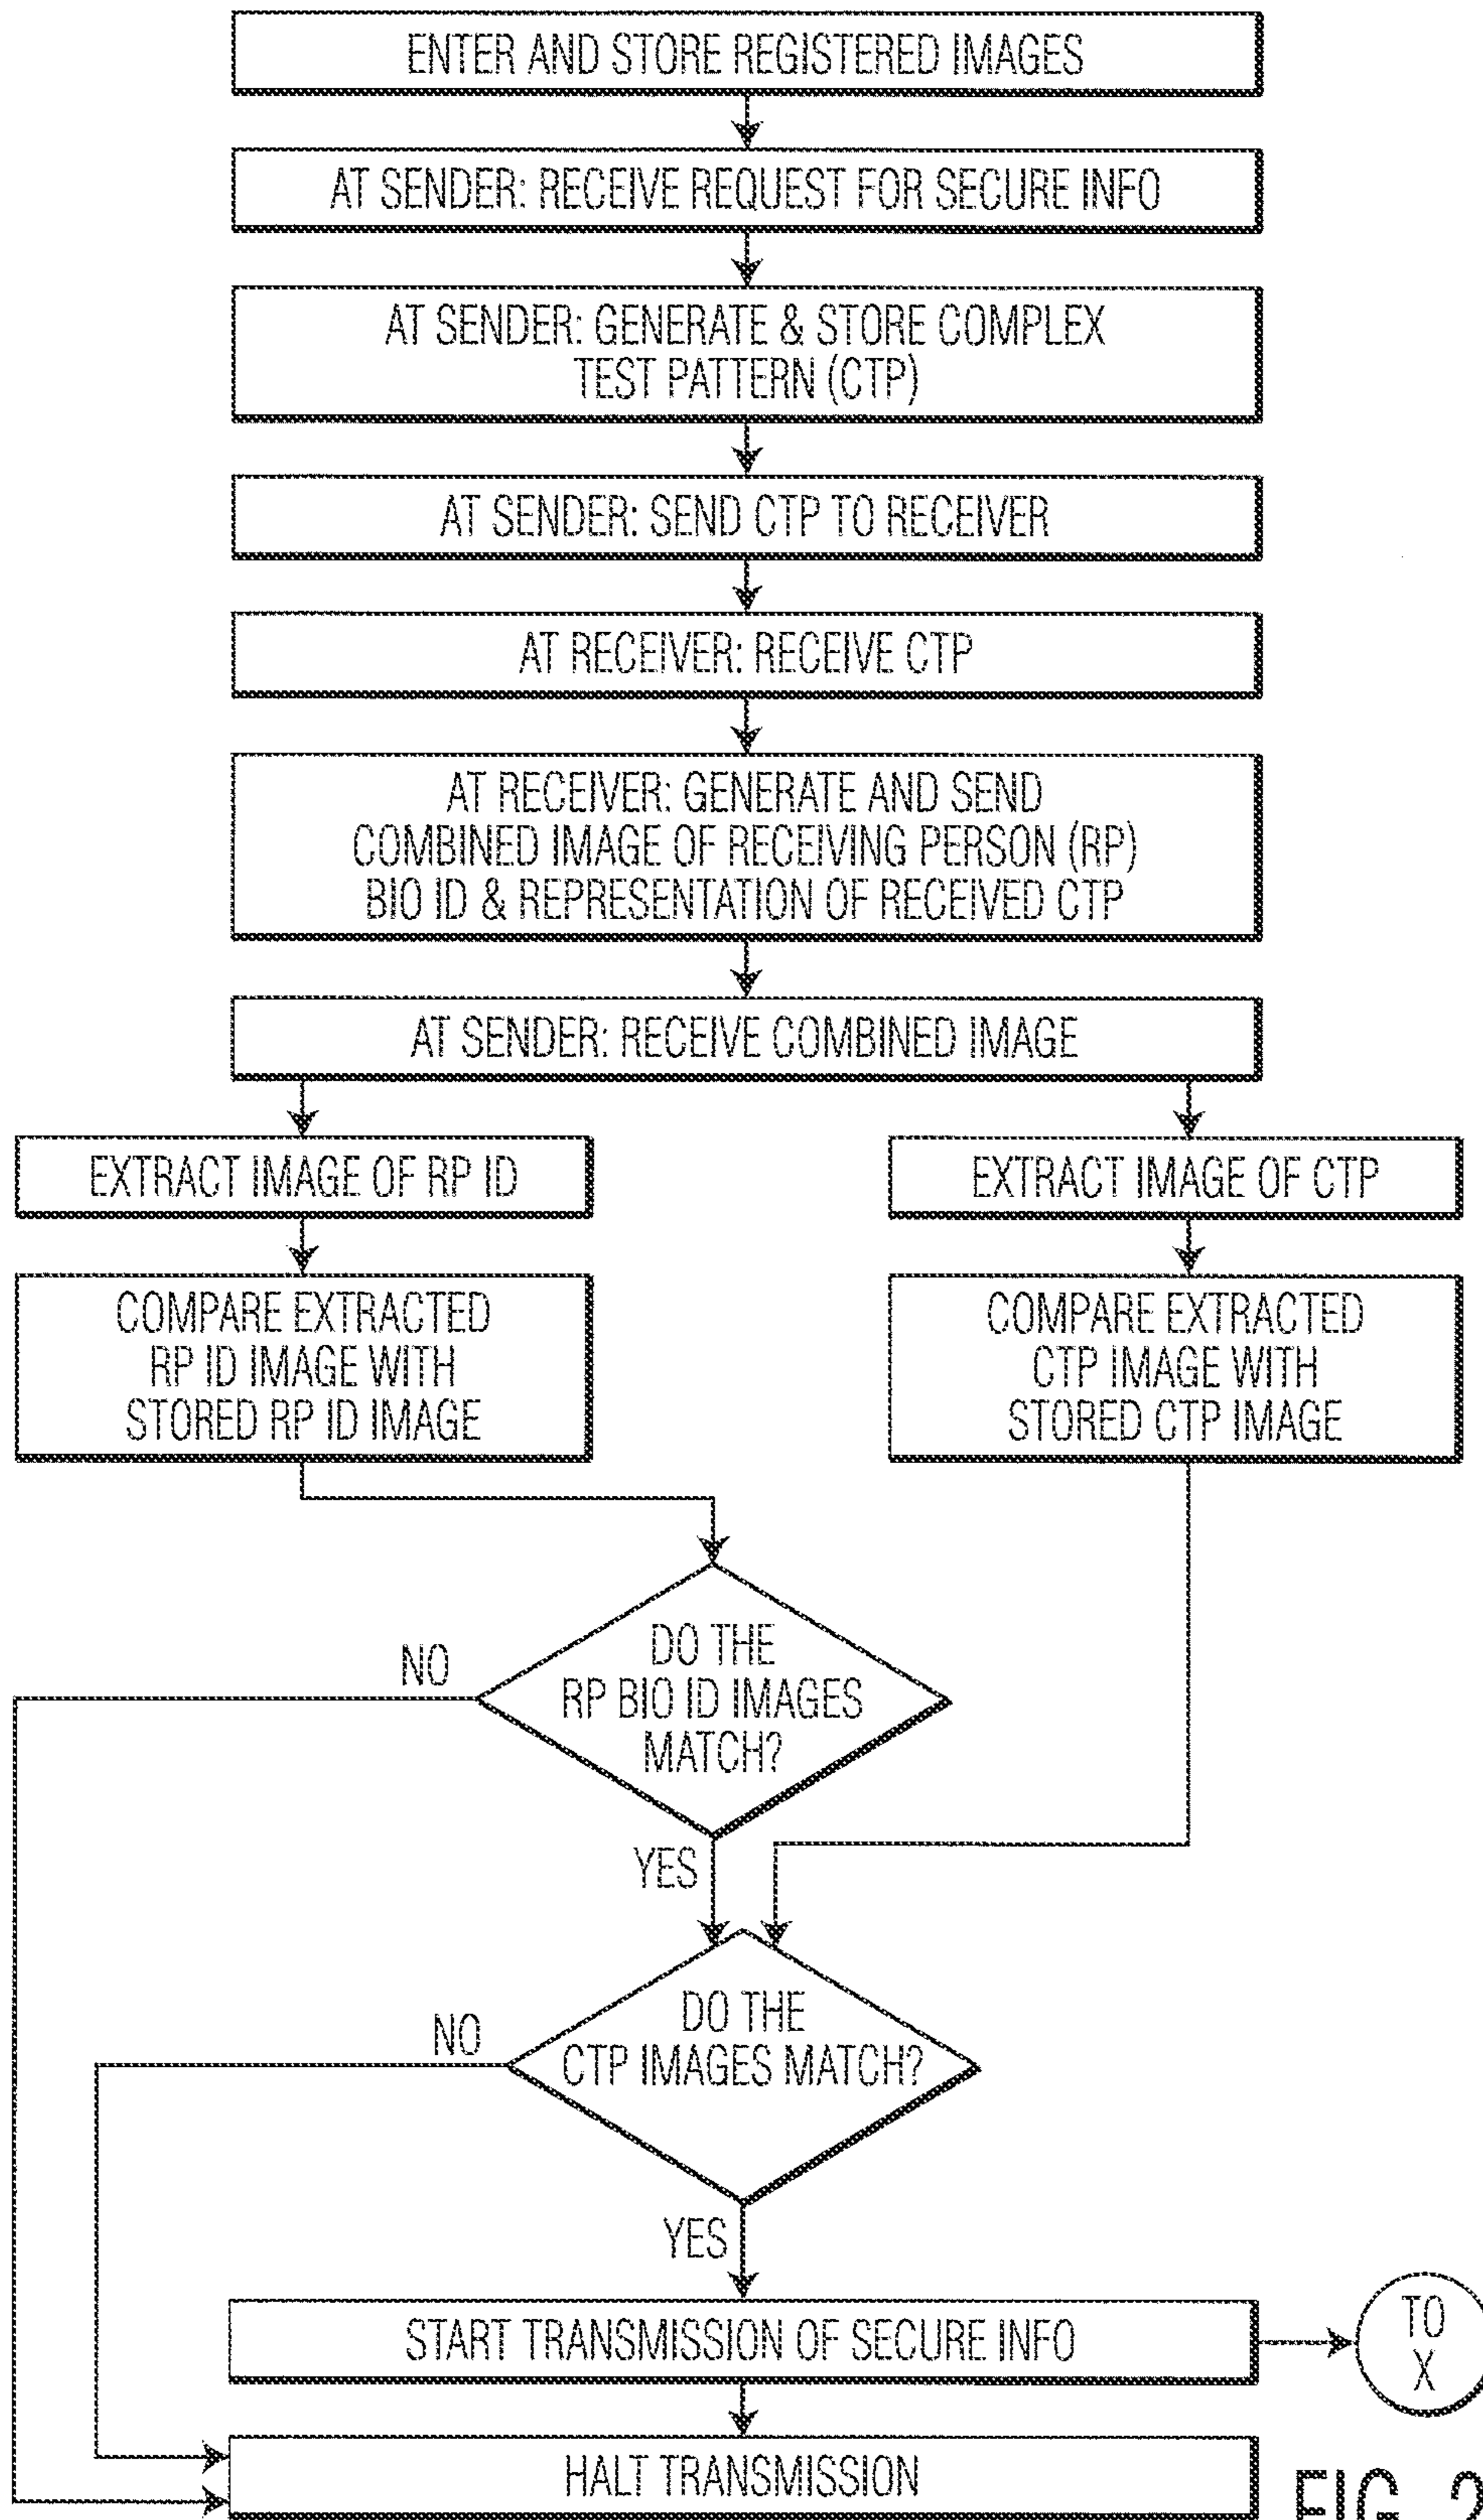 ENTER AND STORE REGISTERED IMAGES
AT SENDER: RECEIVE REQUEST FOR SECURE INFO
AT SENDER: GENERATE & STORE COMPLEX
TEST PATTERN (CTP)
AT SENDER: SEND CTP TO RECEIVER
AT RECEIVER: RECEIVE CTP
AT RECEIVER: GENERATE AND SEND
COMBINED IMAGE OF RECEIVING PERSON (RP)
BIO ID & REPRESENTATION OF RECEIVED CTP
AT SENDER: RECEIVE COMBINED IMAGE
EXTRACT IMAGE OF RP ID
EXTRACT IMAGE OF CTP
COMPARE EXTRACTED
RP ID IMAGE WITH
STORED RP ID IMAGE
COMPARE EXTRACTED
CTP IMAGE WITH
STORED CTP IMAGE
DO THE
RP BIO ID IMAGES
MATCH?
NO
YES
DO THE
CTP IMAGES MATCH?
NO
YES
START TRANSMISSION OF SECURE INFO
TO
X
HALT TRANSMISSION
FIG. 2